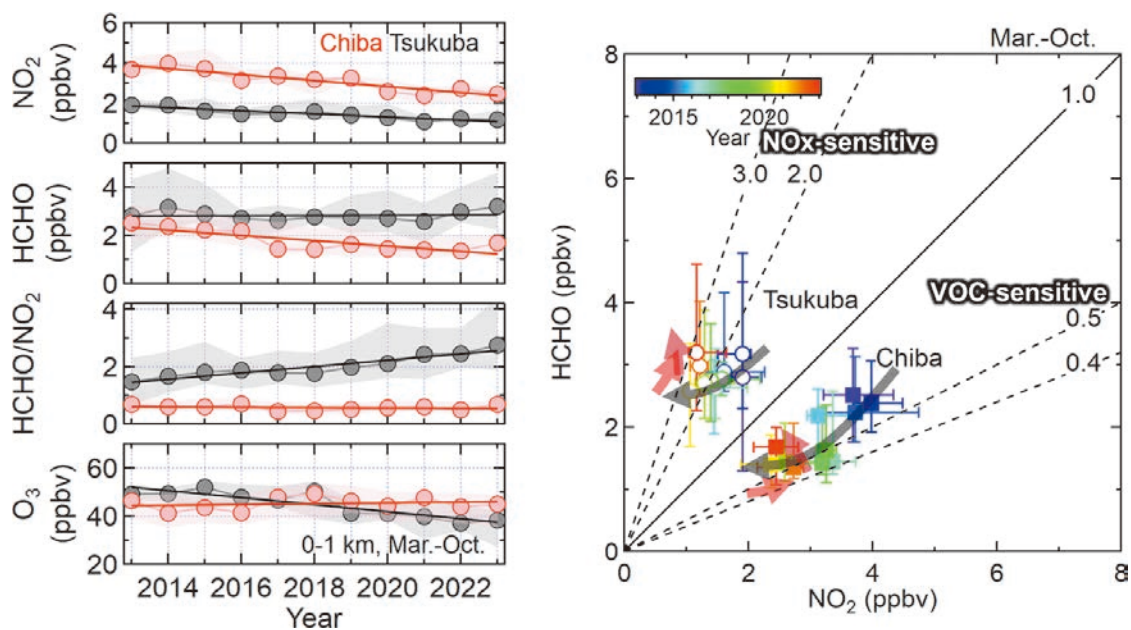 NO2
(ppbv)
6
4
2
0
Chiba Tsukuba
HCHO
(ppbv)
4
2
0
HCHO/NO2
4
2
0
O3
(ppbv)
60
40
20
0-1 km, Mar.-Oct.
2014 2016 2018 2020 2022
Year
Mar.-Oct.
HCHO (ppbv)
8
6
4
2
0
2015 2020
Year
NOx-sensitive
3.0 2.0
1.0
Tsukuba
VOC-sensitive
0.5
Chiba
0.4
0 2 4 6 8
NO2 (ppbv)